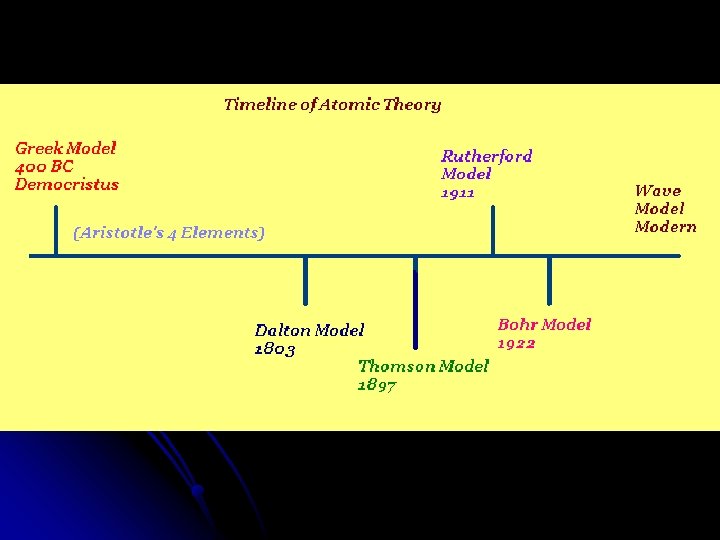 Timeline of Atomic Theory
Greek Model
400 BC
Democristus
(Aristotle's 4 Elements)
Dalton Model
1803
Thomson Model
1897
Rutherford
Model
1911
Bohr Model
1922
Wave
Model
Modern